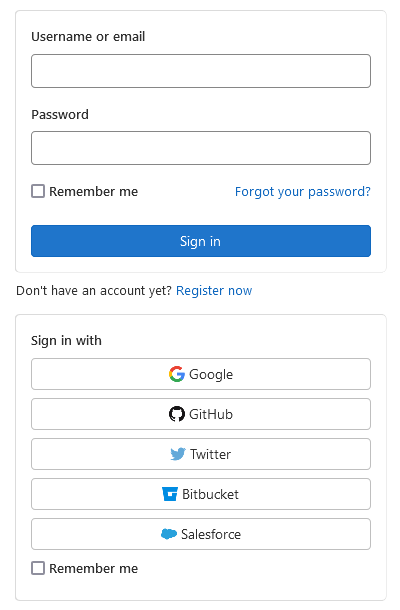 Username or email
Password
Remember me Forgot your password?
Sign in
Don't have an account yet? Register now
Sign in with
Google
GitHub
Twitter
Bitbucket
Salesforce
Remember me